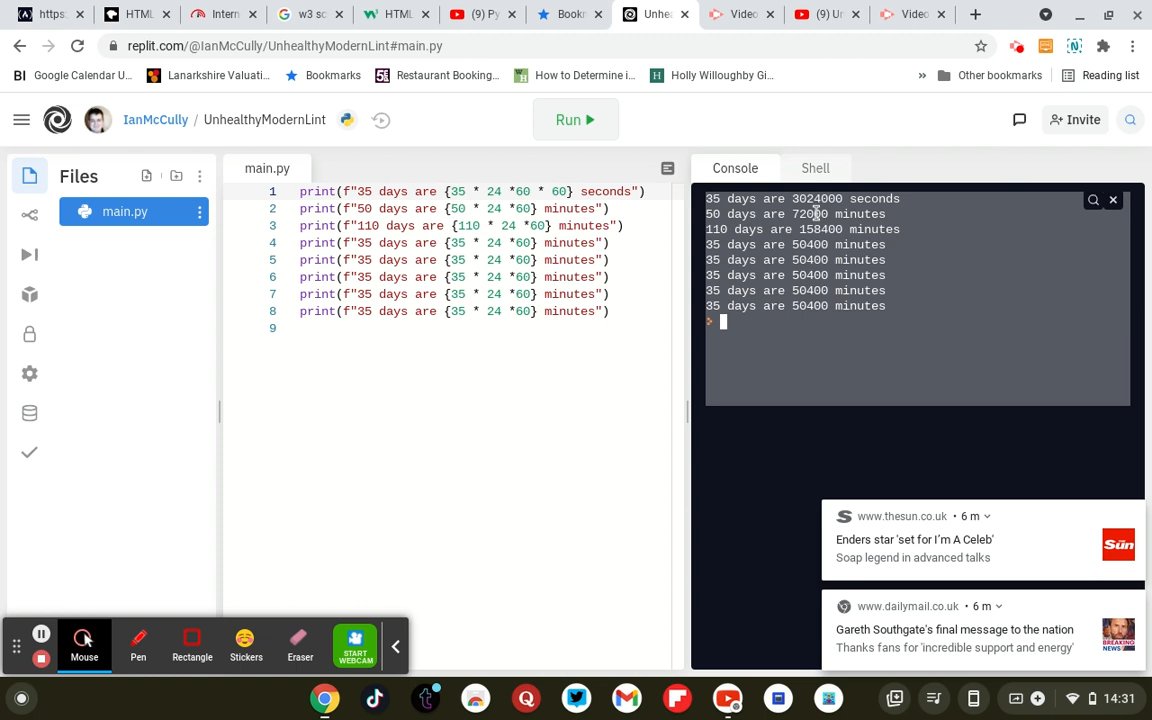 https:
HTML
Intern
w3 sc
HTML
(9) Py
Bookn
Unhea
Video
(9) Ur
Video
replit.com/@IanMcCully/UnhealthyModernLint#main.py
Google Calendar U...
Lanarkshire Valuati...
Bookmarks
Restaurant Booking...
How to Determine i...
Holly Willoughby Gi...
»
Other bookmarks
Reading list
IanMcCully / UnhealthyModernLint
Run
Invite
Files
main.py
main.py
1 print(f"35 days are {35 * 24 *60 * 60} seconds")
2 print(f"50 days are {50 * 24 *60} minutes")
3 print(f"110 days are {110 * 24 *60} minutes")
4 print(f"35 days are {35 * 24 *60} minutes")
5 print(f"35 days are {35 * 24 *60} minutes")
6 print(f"35 days are {35 * 24 *60} minutes")
7 print(f"35 days are {35 * 24 *60} minutes")
8 print(f"35 days are {35 * 24 *60} minutes")
9
Console
Shell
35 days are 3024000 seconds
50 days are 72000 minutes
110 days are 158400 minutes
35 days are 50400 minutes
35 days are 50400 minutes
35 days are 50400 minutes
35 days are 50400 minutes
35 days are 50400 minutes
www.thesun.co.uk • 6 m
Enders star 'set for I'm A Celeb'
Soap legend in advanced talks
Sun
www.dailymail.co.uk • 6 m
Gareth Southgate's final message to the nation
Thanks fans for 'incredible support and energy'
BREAKING NEWS
Mouse
Pen
Rectangle
Stickers
Eraser
START WEBCAM
14:31